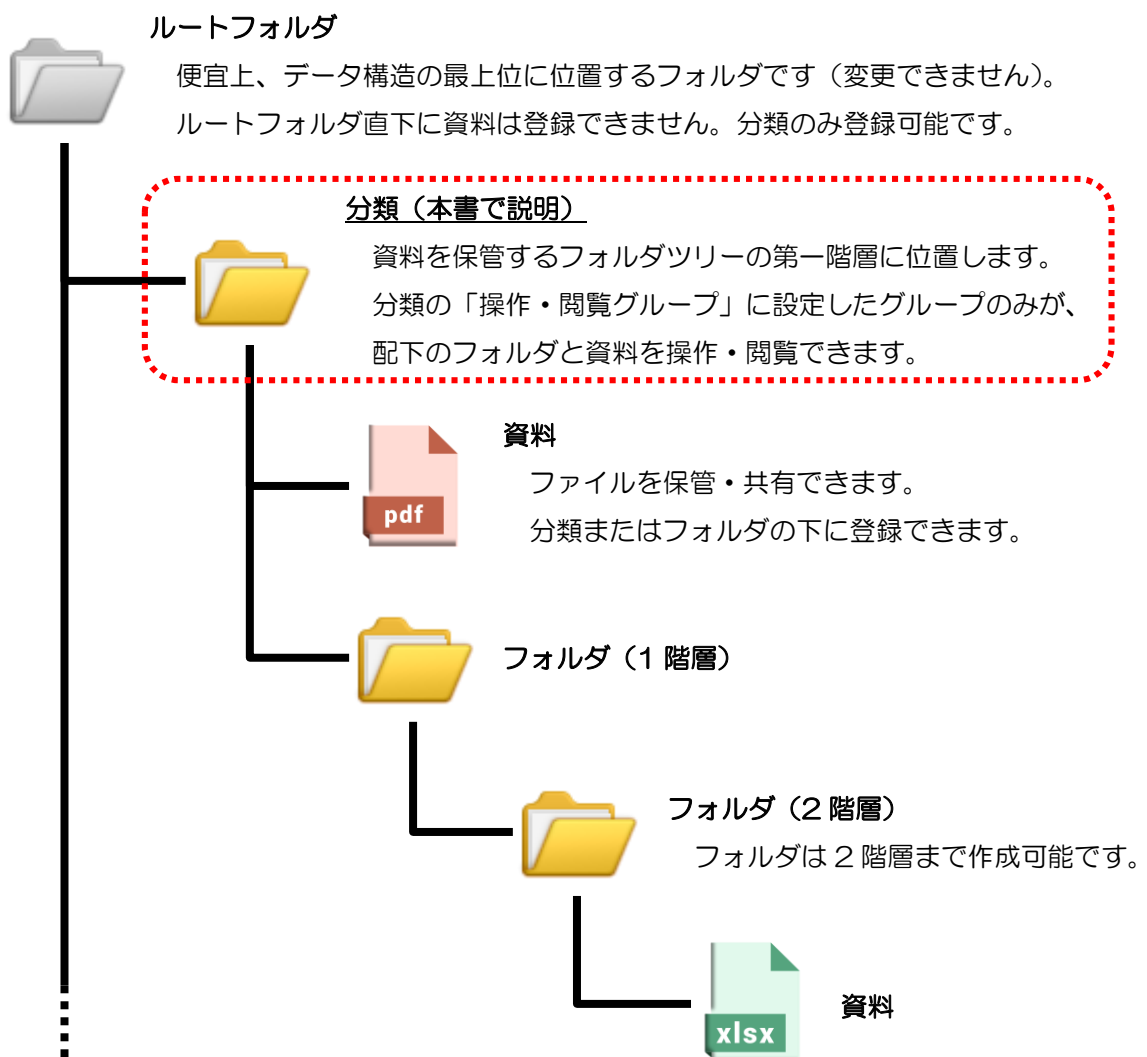 ルートフォルダ
便宜上、データ構造の最上位に位置するフォルダです（変更できません）。
ルートフォルダ直下に資料は登録できません。分類のみ登録可能です。
分類（本書で説明）
資料を保管するフォルダツリーの第一階層に位置します。
分類の「操作・閲覧グループ」に設定したグループのみが、
配下のフォルダと資料を操作・閲覧できます。
資料
ファイルを保管・共有できます。
分類またはフォルダの下に登録できます。
pdf
フォルダ（1 階層）
フォルダ（2 階層）
フォルダは 2 階層まで作成可能です。
資料
xlsx